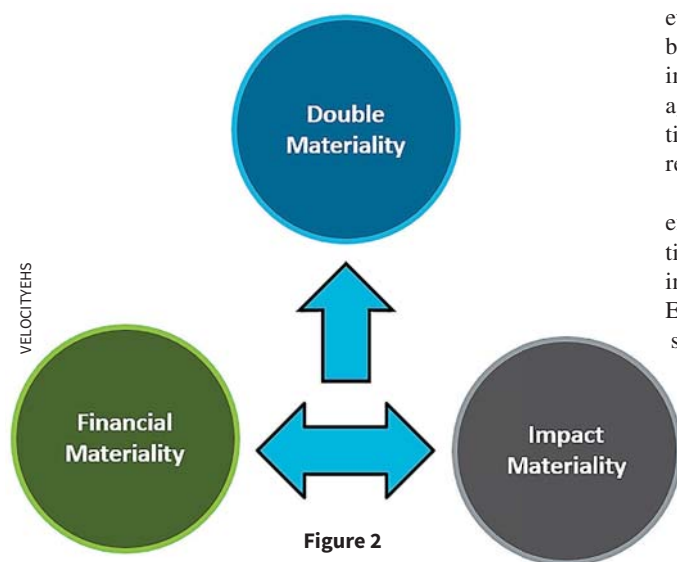 Double
Materiality
VELOCITYEHS
Financial
Materiality
Impact
Materiality
Figure 2